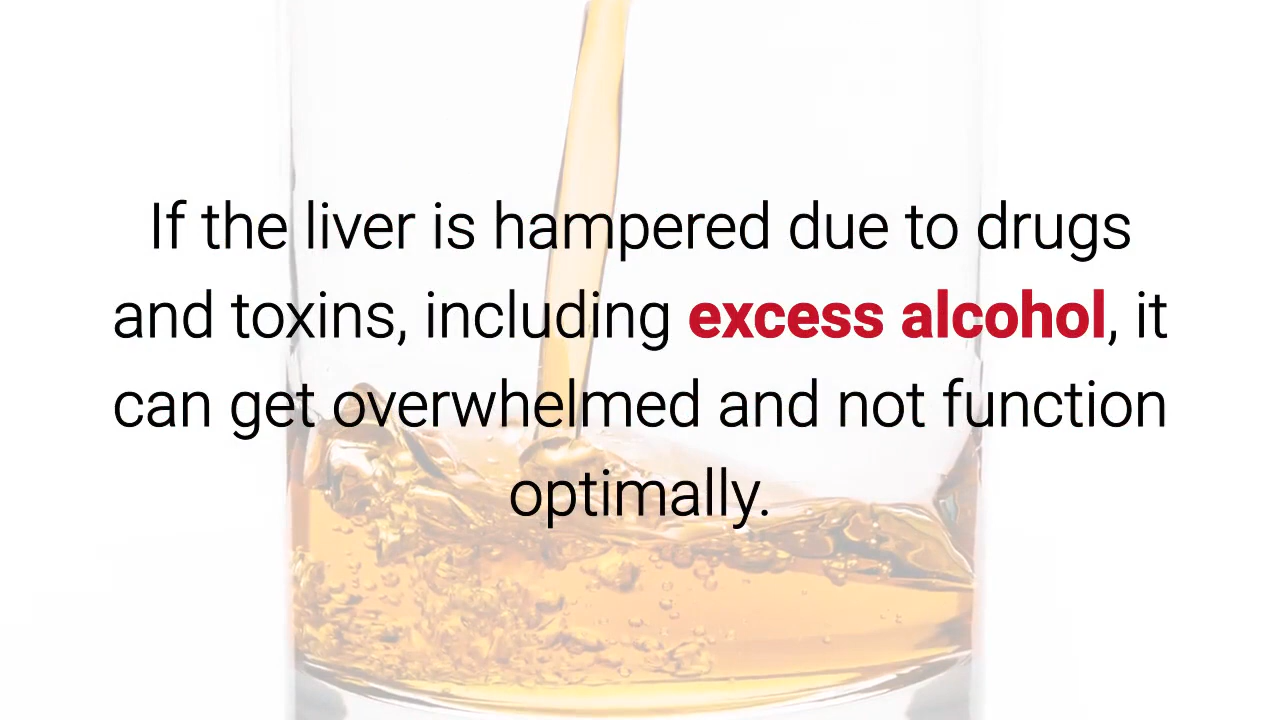 If the liver is hampered due to drugs
and toxins, including excess alcohol, it
can get overwhelmed and not function
optimally.